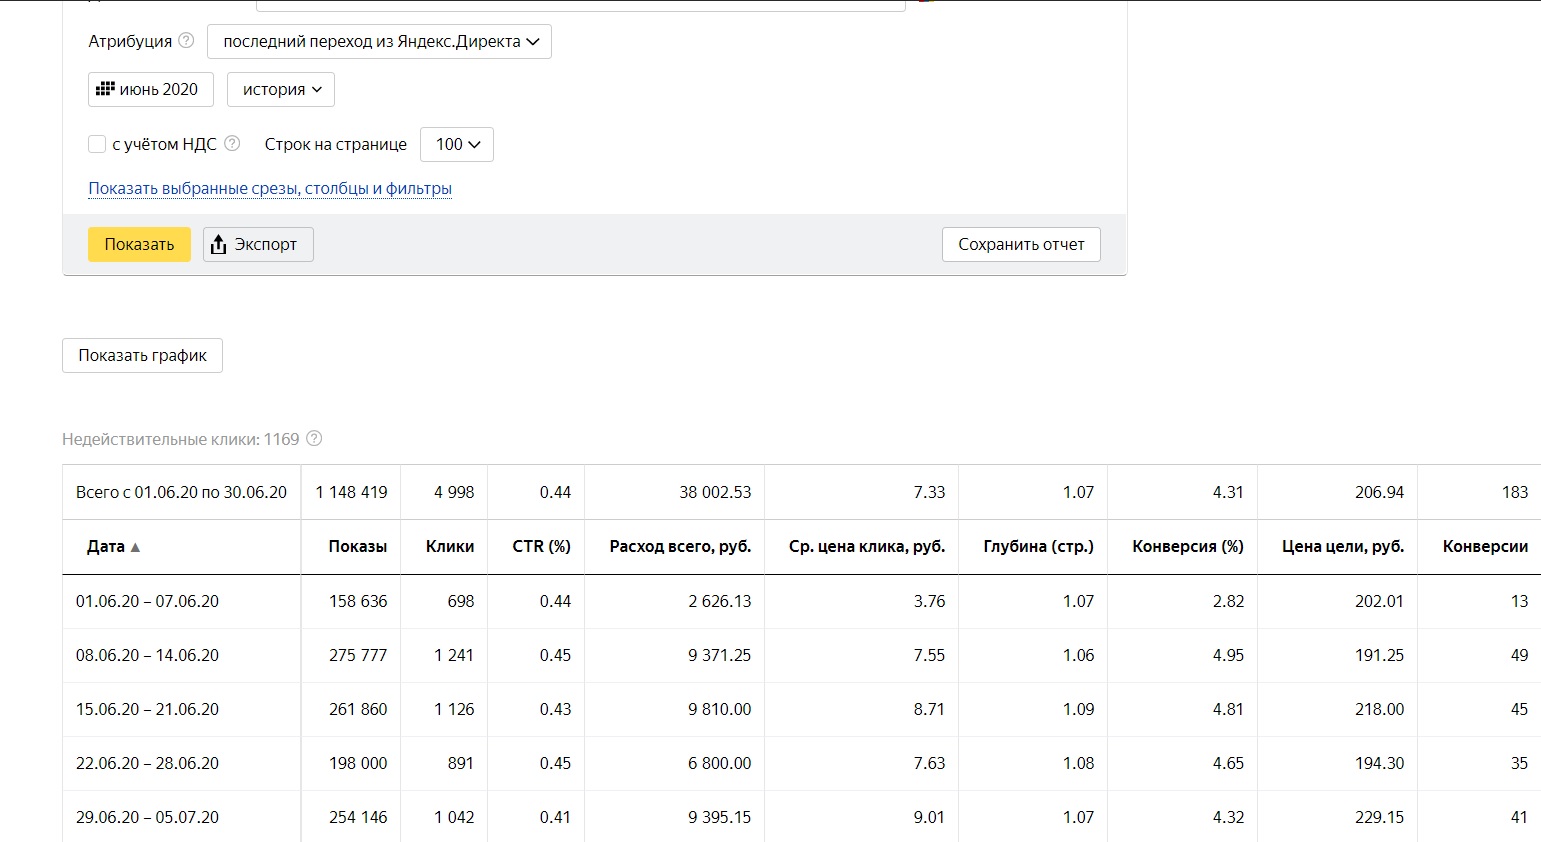 Атрибуция ? последний переход из Яндекс.Директа
июнь 2020 история
с учётом НДС ? Строк на странице 100
Показать выбранные срезы, столбцы и фильтры
Показать Экспорт Сохранить отчет
Показать график
Недействительные клики: 1169 ?
Всего с 01.06.20 по 30.06.20 1 148 419 4 998 0.44 38 002.53 7.33 1.07 4.31 206.94 183
Дата ▲ Показы Клики CTR (%) Расход всего, руб. Ср. цена клика, руб. Глубина (стр.) Конверсия (%) Цена цели, руб. Конверсии
01.06.20 – 07.06.20 158 636 698 0.44 2 626.13 3.76 1.07 2.82 202.01 13
08.06.20 – 14.06.20 275 777 1 241 0.45 9 371.25 7.55 1.06 4.95 191.25 49
15.06.20 – 21.06.20 261 860 1 126 0.43 9 810.00 8.71 1.09 4.81 218.00 45
22.06.20 – 28.06.20 198 000 891 0.45 6 800.00 7.63 1.08 4.65 194.30 35
29.06.20 – 05.07.20 254 146 1 042 0.41 9 395.15 9.01 1.07 4.32 229.15 41